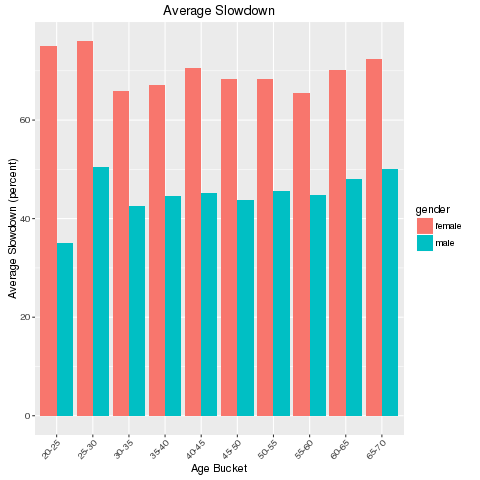 Average Slowdown
Average Slowdown (percent)
60
40
20
0
20-25
25-30
30-35
35-40
40-45
45-50
50-55
55-60
60-65
65-70
Age Bucket
gender
female
male